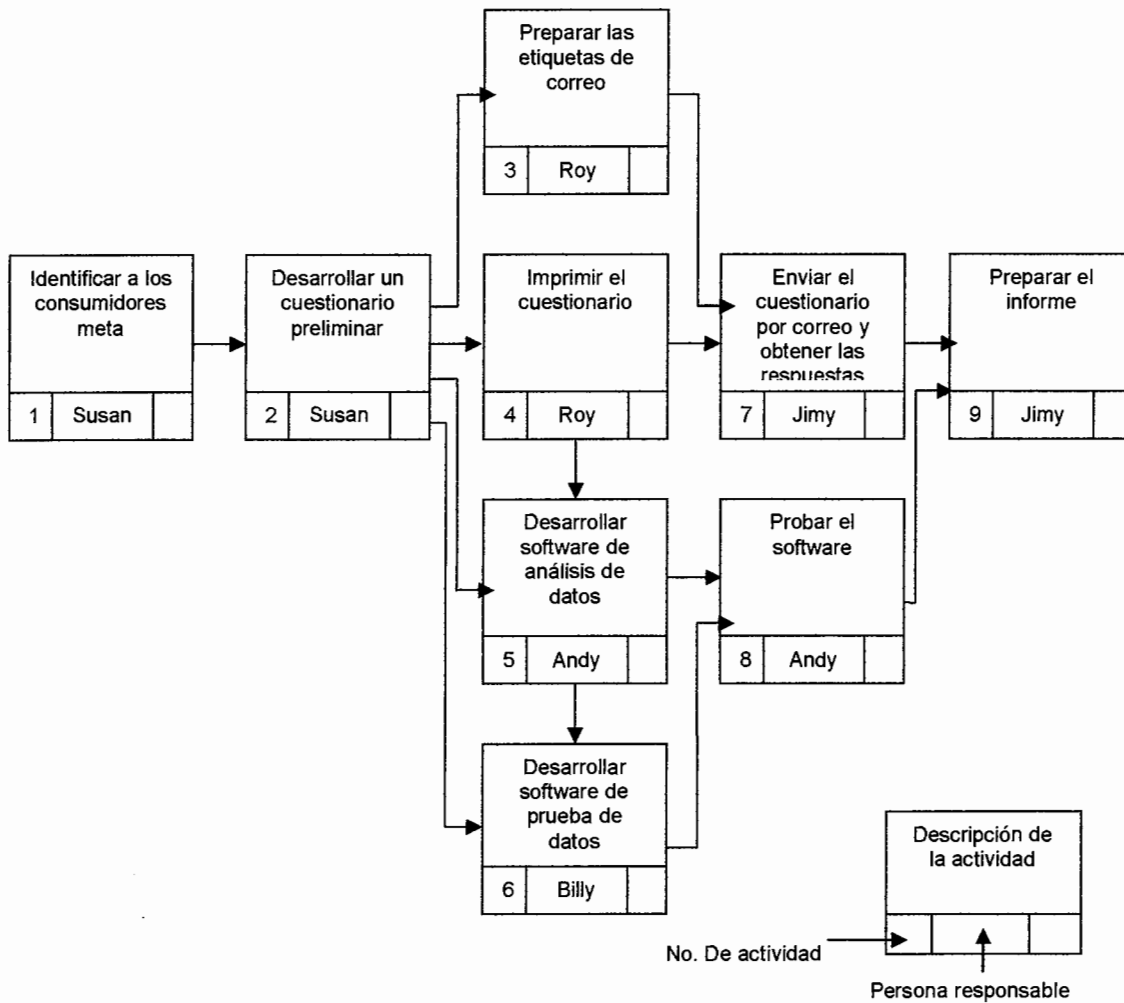 Preparar las
etiquetas de
correo
3 Roy
Identificar a los
consumidores
meta
1 Susan
Desarrollar un
cuestionario
preliminar
2 Susan
Imprimir el
cuestionario
4 Roy
Enviar el
cuestionario
por correo y
obtener las
respuestas
7 Jimy
Preparar el
informe
9 Jimy
Desarrollar
software de
análisis de
datos
5 Andy
Probar el
software
8 Andy
Desarrollar
software de
prueba de
datos
6 Billy
Descripción de
la actividad
No. De actividad
Persona responsable